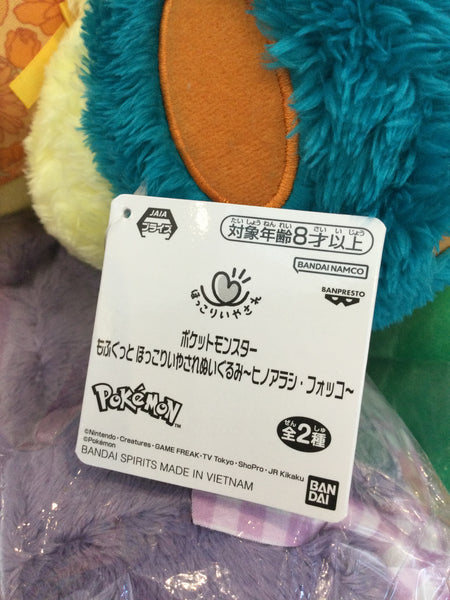 JAIA
プライズ
たいしょうねんれい さいいじょう
対象年齢8才以上
BANDAI NAMCO
BANPRESTO
ほっこりいやされ
ポケットモンスター
もふぐっと ほっこりいやされぬいぐるみ~ヒノアラシ・フォッコ~
POKéMON
ぜん しゅ
全2種
©Nintendo・Creatures・GAME FREAK・TV Tokyo・ShoPro・JR Kikaku
©Pokémon
BANDAI SPIRITS MADE IN VIETNAM
BAN
DAI